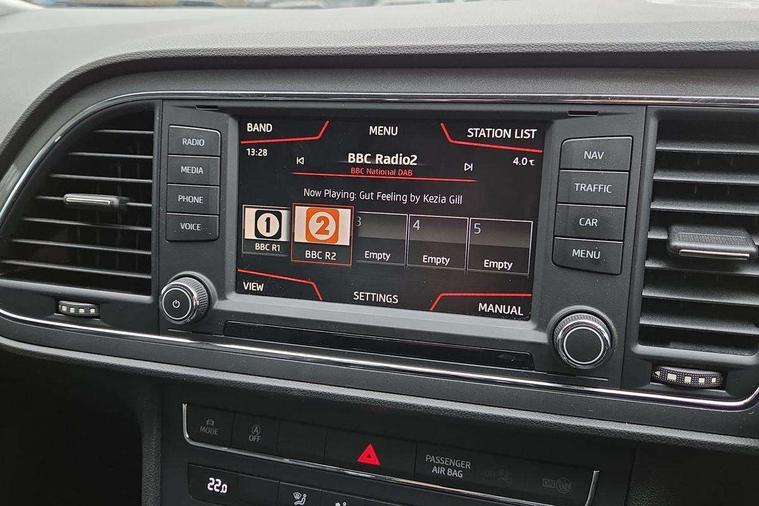 RADIO
MEDIA
PHONE
VOICE
BAND
MENU
STATION LIST
13:28
BBC Radio2
4.0℃
BBC National DAB
Now Playing: Gut Feeling by Kezia Gill
1
2
3
4
5
BBC R1
BBC R2
Empty
Empty
Empty
VIEW
SETTINGS
MANUAL
NAV
TRAFFIC
CAR
MENU
MODE
A
OFF
PASSENGER
AIR BAG
ON
22.0